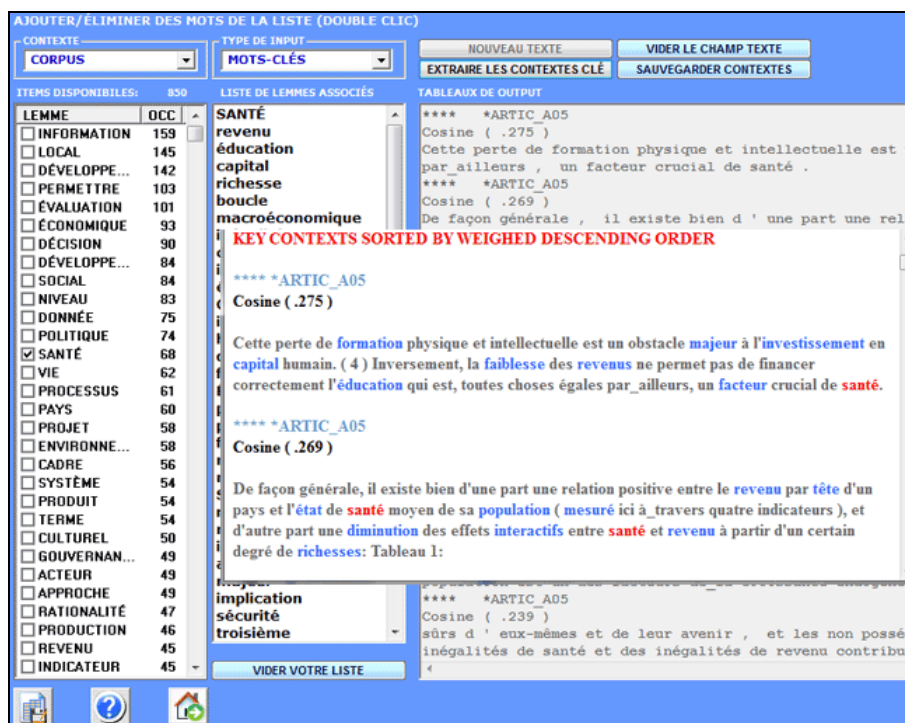 AJOUTER/ÉLIMINER DES MOTS DE LA LISTE (DOUBLE CLIC)
CONTEXTE
CORPUS
TYPE DE INPUT
MOTS-CLÉS
NOUVEAU TEXTE
VIDER LE CHAMP TEXTE
EXTRAIRE LES CONTEXTES CLÉ
SAUVEGARDER CONTEXTES
ITEMS DISPONIBILES: 850
LISTE DE LEMMES ASSOCIÉS
TABLEAUX DE OUTPUT
LEMME OCC
INFORMATION 159
LOCAL 145
DÉVELOPPE... 142
PERMETTRE 103
ÉVALUATION 101
ÉCONOMIQUE 93
DÉCISION 90
DÉVELOPPE... 84
SOCIAL 84
NIVEAU 83
DONNÉE 75
POLITIQUE 74
SANTÉ 68
VIE 62
PROCESSUS 61
PAYS 60
PROJET 58
ENVIRONNE... 58
CADRE 56
SYSTÈME 54
PRODUIT 54
TERME 54
CULTUREL 50
GOUVERNAN... 49
ACTEUR 49
APPROCHE 49
RATIONALITÉ 47
PRODUCTION 46
REVENU 45
INDICATEUR 45
SANTÉ
revenu
éducation
capital
richesse
boucle
macroéconomique
implication
sécurité
troisième
VIDER VOTRE LISTE
**** *ARTIC_A05
Cosine ( .275 )
Cette perte de formation physique et intellectuelle est
par_ailleurs , un facteur crucial de santé .
**** *ARTIC_A05
Cosine ( .269 )
De façon générale , il existe bien d ' une part une rel
KEY CONTEXTS SORTED BY WEIGHED DESCENDING ORDER
**** *ARTIC_A05
Cosine ( .275 )
Cette perte de formation physique et intellectuelle est un obstacle majeur à l'investissement en
capital humain. ( 4 ) Inversement, la faiblesse des revenus ne permet pas de financer
correctement l'éducation qui est, toutes choses égales par_ailleurs, un facteur crucial de santé.
**** *ARTIC_A05
Cosine ( .269 )
De façon générale, il existe bien d'une part une relation positive entre le revenu par tête d'un
pays et l'état de santé moyen de sa population ( mesuré ici à_travers quatre indicateurs ), et
d'autre part une diminution des effets interactifs entre santé et revenu à partir d'un certain
degré de richesses: Tableau 1:
**** *ARTIC_A05
Cosine ( .239 )
sûrs d ' eux-mêmes et de leur avenir , et les non possé
inégalités de santé et des inégalités de revenu contribu